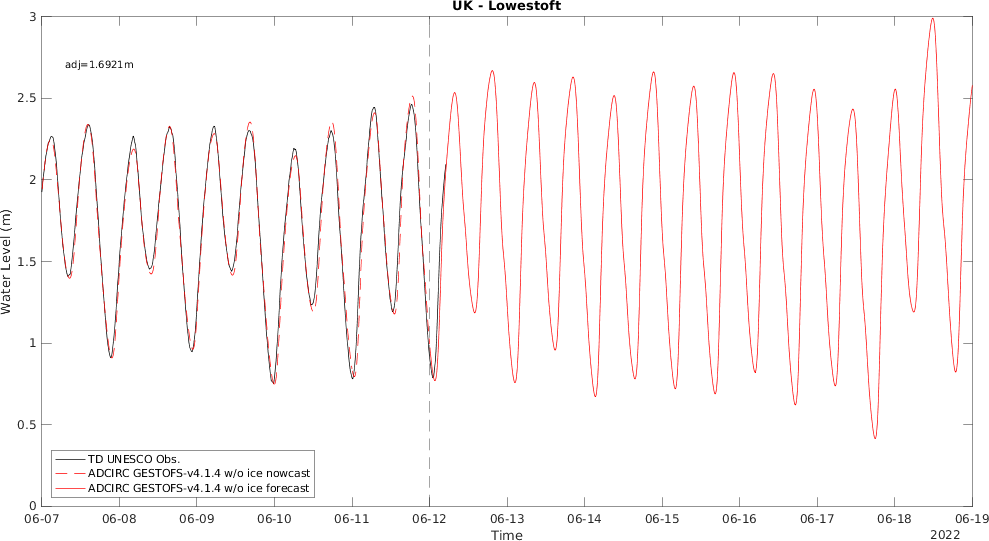 UK - Lowestoft
3
adj=1.6921m
2.5
2
Water Level (m)
1.5
1
0.5
0
TD UNESCO Obs.
ADCIRC GESTOFS-v4.1.4 w/o ice nowcast
ADCIRC GESTOFS-v4.1.4 w/o ice forecast
06-07 06-08 06-09 06-10 06-11 06-12 06-13 06-14 06-15 06-16 06-17 06-18 06-19
Time
2022